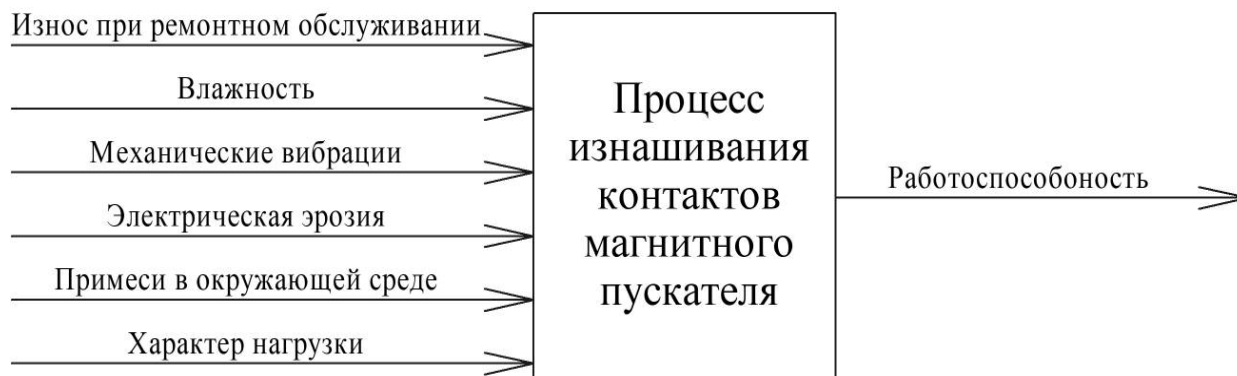 Износ при ремонтном обслуживании
Влажность
Механические вибрации
Электрическая эрозия
Примеси в окружающей среде
Характер нагрузки
Процесс
изнашивания
контактов
магнитного
пускателя
Работоспособоность